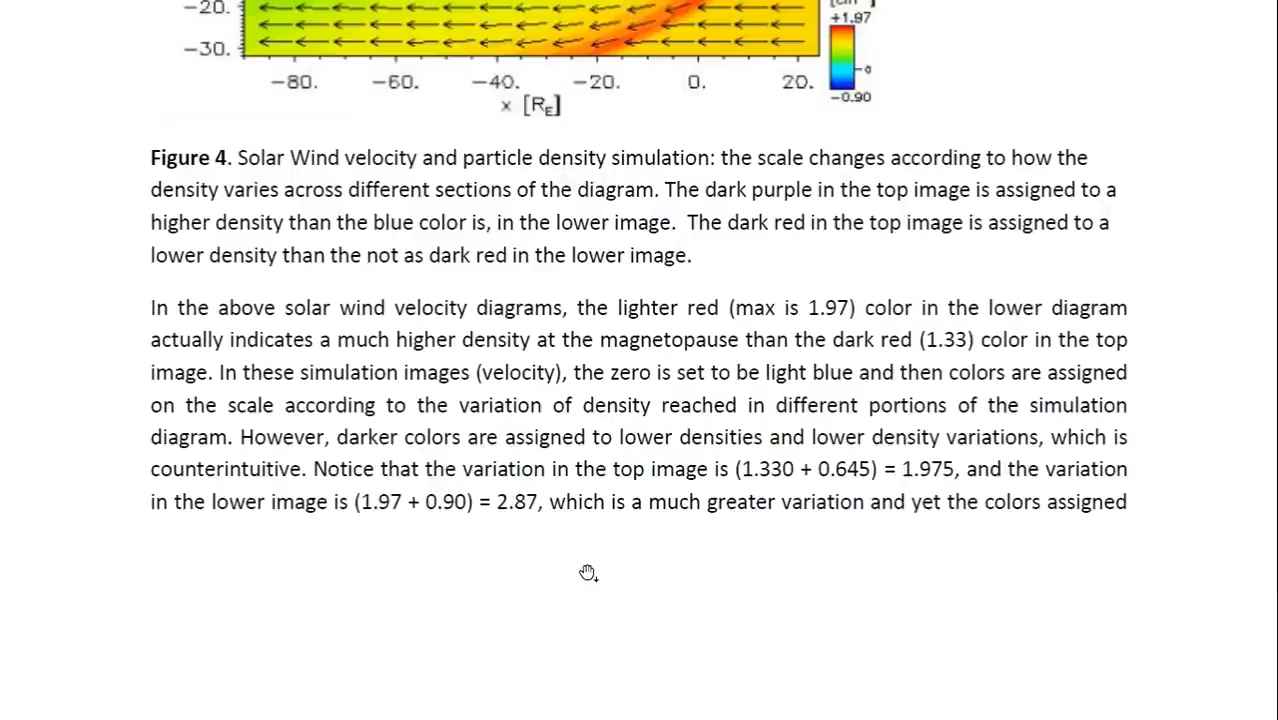 −20.
+1.97
−30.
−0
−0.90
−80. −60. −40. −20. 0. 20.
x [RE]
Figure 4. Solar Wind velocity and particle density simulation: the scale changes according to how the
density varies across different sections of the diagram. The dark purple in the top image is assigned to a
higher density than the blue color is, in the lower image. The dark red in the top image is assigned to a
lower density than the not as dark red in the lower image.
In the above solar wind velocity diagrams, the lighter red (max is 1.97) color in the lower diagram
actually indicates a much higher density at the magnetopause than the dark red (1.33) color in the top
image. In these simulation images (velocity), the zero is set to be light blue and then colors are assigned
on the scale according to the variation of density reached in different portions of the simulation
diagram. However, darker colors are assigned to lower densities and lower density variations, which is
counterintuitive. Notice that the variation in the top image is (1.330 + 0.645) = 1.975, and the variation
in the lower image is (1.97 + 0.90) = 2.87, which is a much greater variation and yet the colors assigned